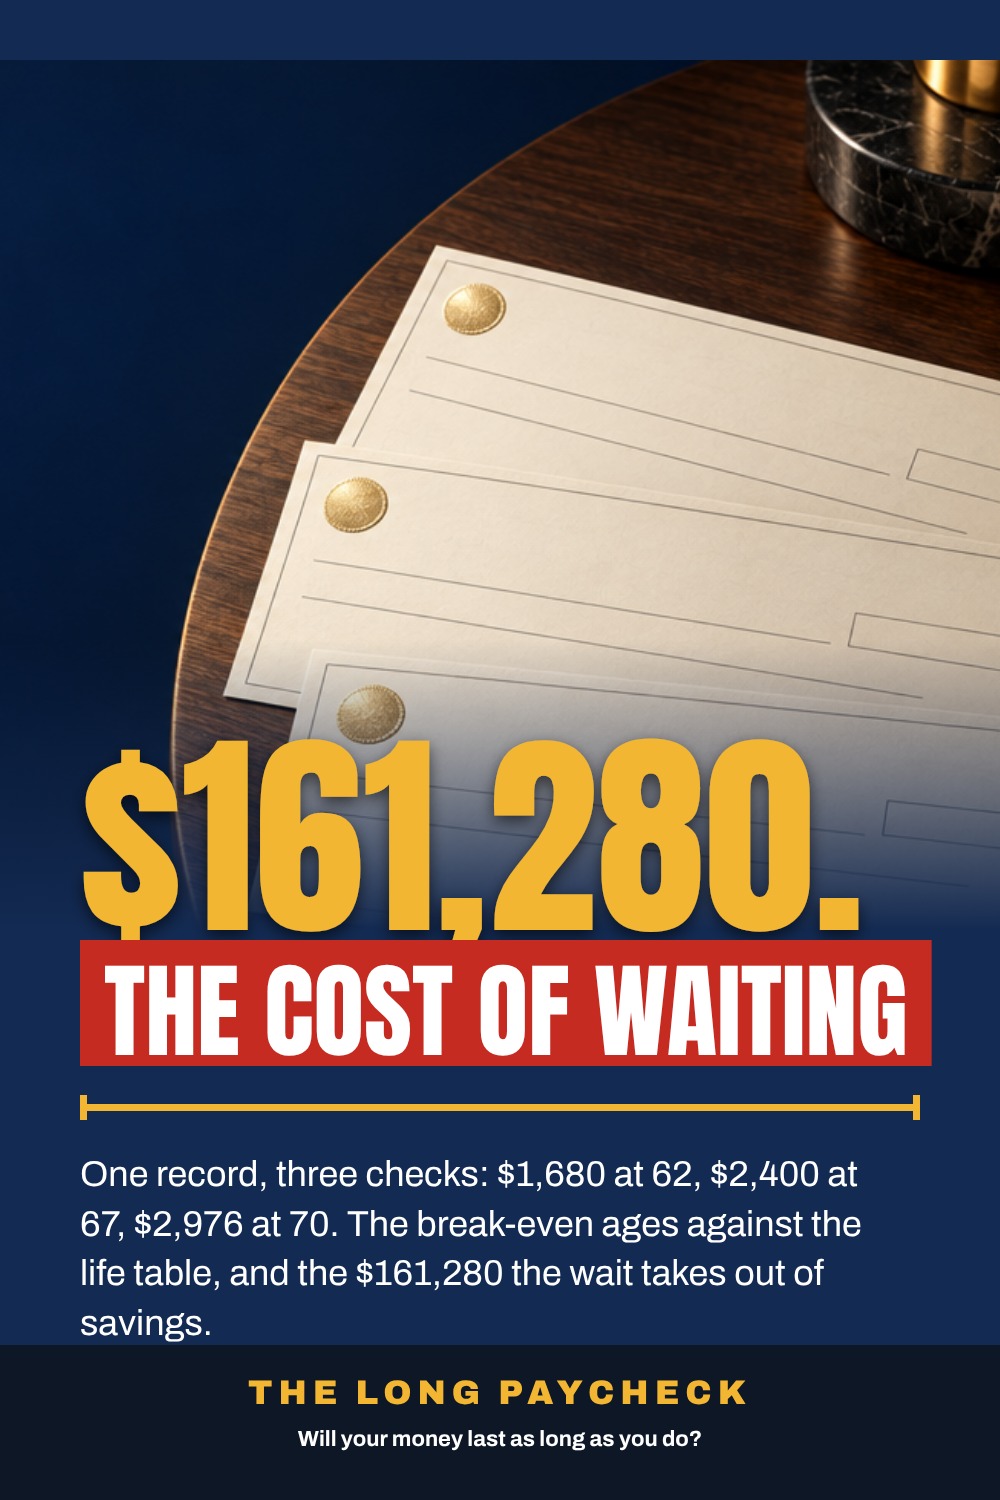 $161,280.
THE COST OF WAITING
One record, three checks: $1,680 at 62, $2,400 at
67, $2,976 at 70. The break-even ages against the
life table, and the $161,280 the wait takes out of
savings.
THE LONG PAYCHECK
Will your money last as long as you do?